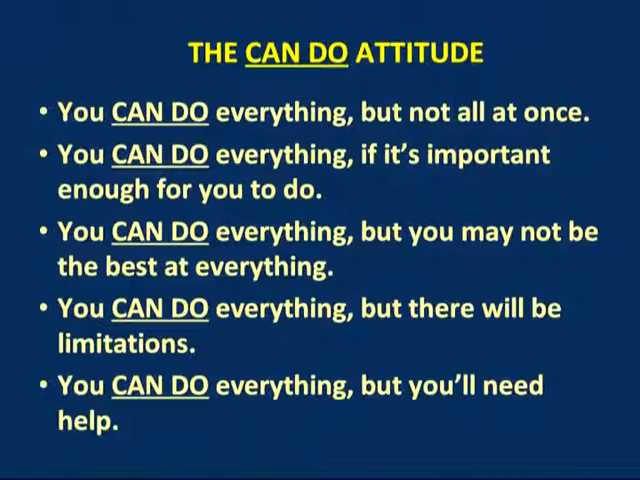 THE CAN DO ATTITUDE
• You CAN DO everything, but not all at once.
• You CAN DO everything, if it’s important
enough for you to do.
• You CAN DO everything, but you may not be
the best at everything.
• You CAN DO everything, but there will be
limitations.
• You CAN DO everything, but you’ll need
help.